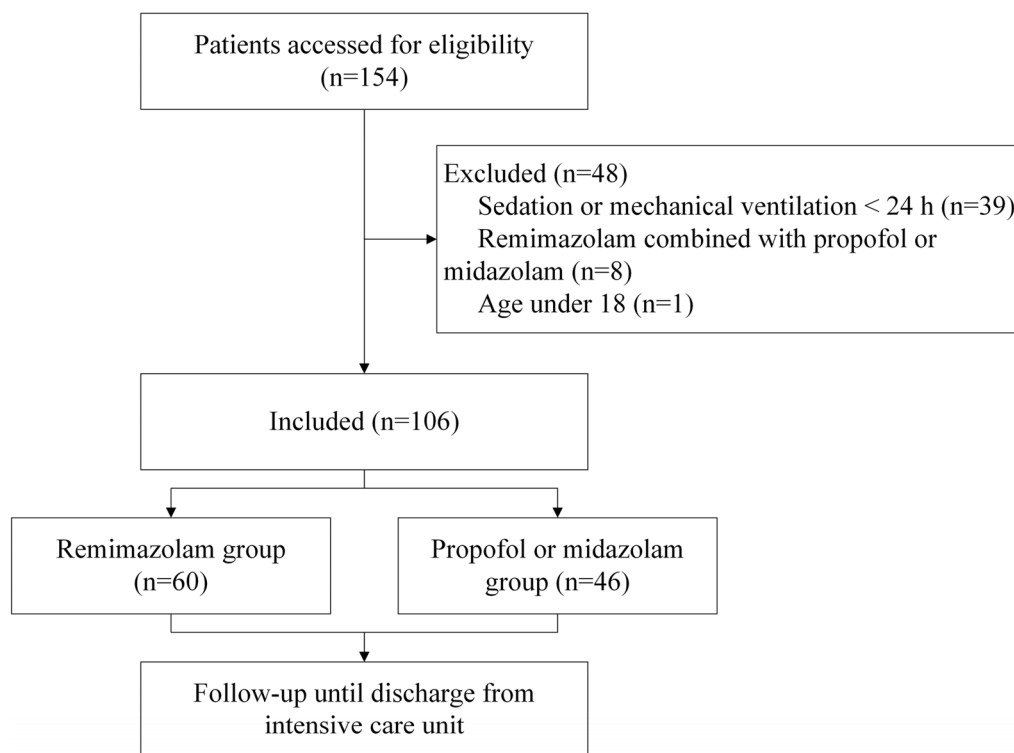 Patients accessed for eligibility
(n=154)
Excluded (n=48)
Sedation or mechanical ventilation < 24 h (n=39)
Remimazolam combined with propofol or
midazolam (n=8)
Age under 18 (n=1)
Included (n=106)
Remimazolam group
(n=60)
Propofol or midazolam
group (n=46)
Follow-up until discharge from
intensive care unit